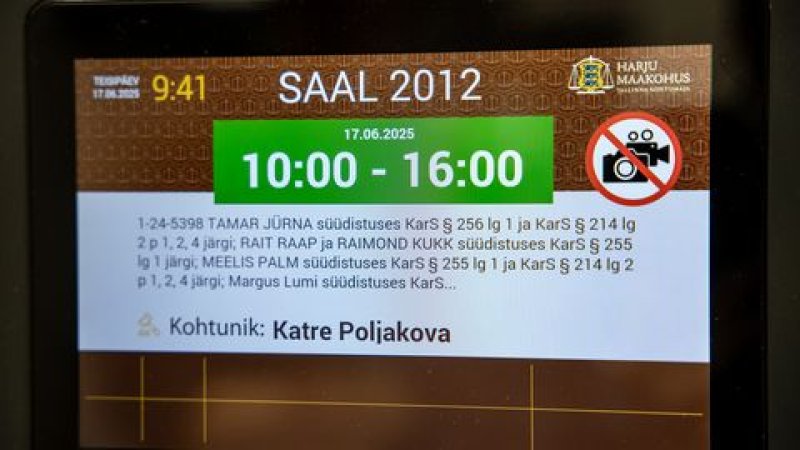 TEISIPÄEV
17.06.2025
9:41
SAAL 2012
HARJU
MAAKOHUS
TALLINNA KOHTUMAJA
17.06.2025
10:00 - 16:00
1-24-5398 TAMAR JÜRNA süüdistuses KarS § 256 lg 1 ja KarS § 214 lg
2 p 1, 2, 4 järgi; RAIT RAAP ja RAIMOND KUKK süüdistuses KarS § 255
lg 1 järgi; MEELIS PALM süüdistuses KarS § 255 lg 1 ja KarS § 214 lg 2
p 1, 2, 4 järgi; Margus Lumi süüdistuses KarS...
Kohtunik: Katre Poljakova